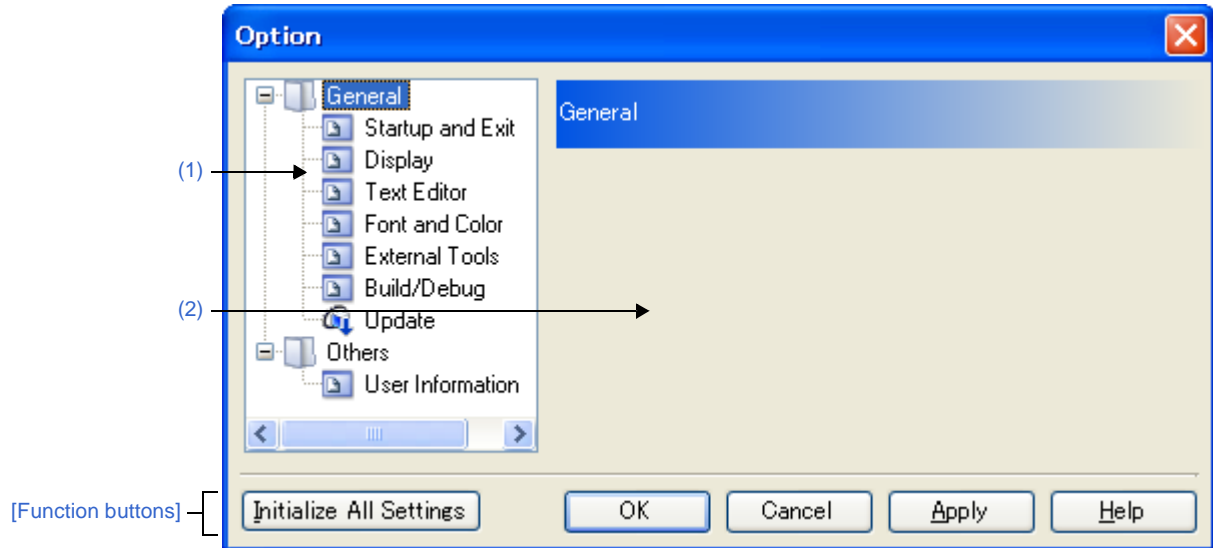 Option
General
General
Startup and Exit
(1)
Display
Text Editor
Font and Color
External Tools
Build/Debug
(2)
Update
Others
User Information
[Function buttons]
Initialize All Settings
OK
Cancel
Apply
Help